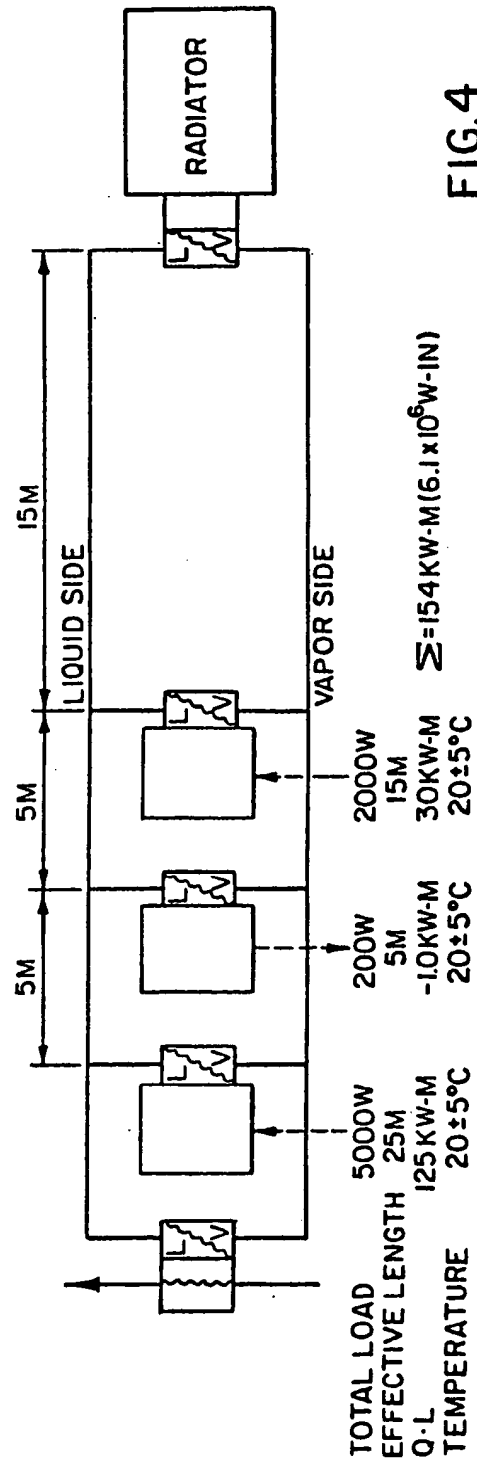 15M
5M
5M
LIQUID SIDE
L
V
L
V
L
V
L
V
L
V
RADIATOR
VAPOR SIDE
TOTAL LOAD 5000W 200W 2000W
EFFECTIVE LENGTH 25M 5M 15M
Q·L 125KW-M -1.0KW-M 30KW-M Σ=154KW-M(6.1x10⁶W-IN)
TEMPERATURE 20±5°C 20±5°C 20±5°C
FIG.4